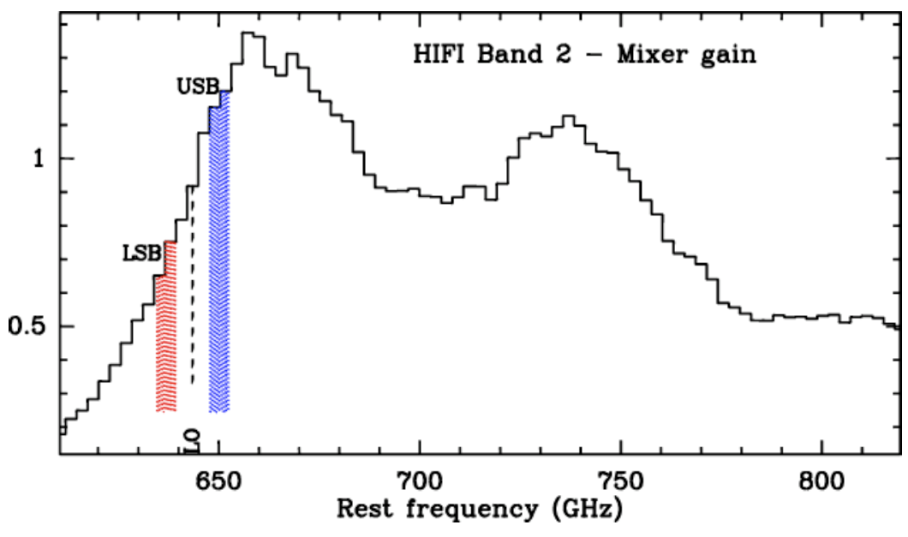 HIFI Band 2 – Mixer gain
USB
1
LSB
0.5
LO
650 700 750 800
Rest frequency (GHz)